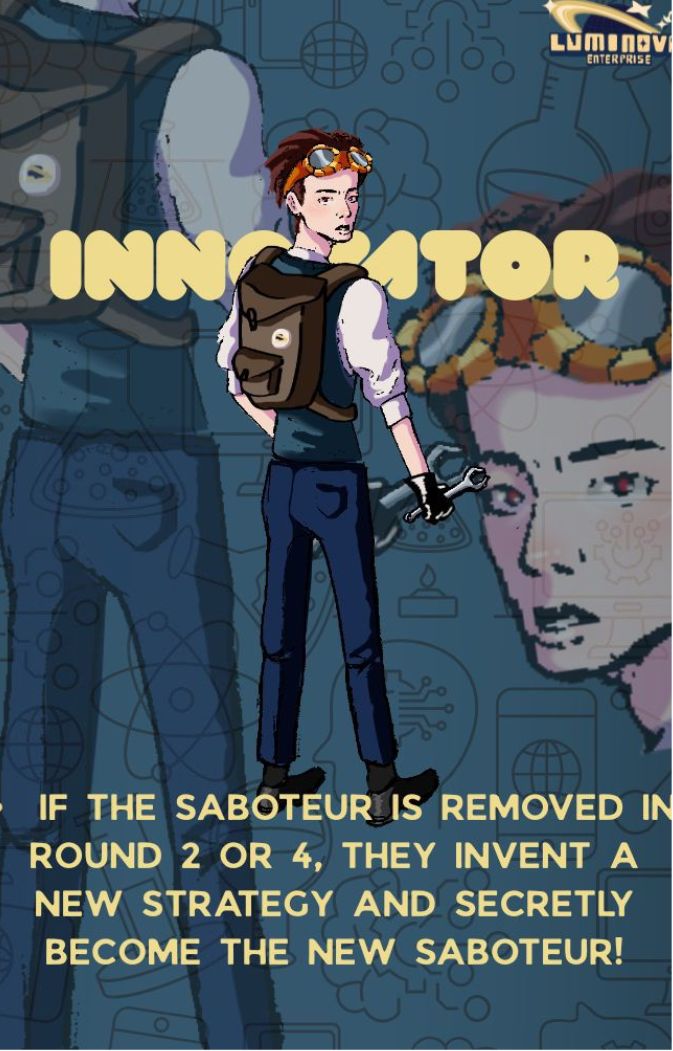 LUMINOV
ENTERPRISE
INNOVATOR
IF THE SABOTEUR IS REMOVED IN
ROUND 2 OR 4, THEY INVENT A
NEW STRATEGY AND SECRETLY
BECOME THE NEW SABOTEUR!